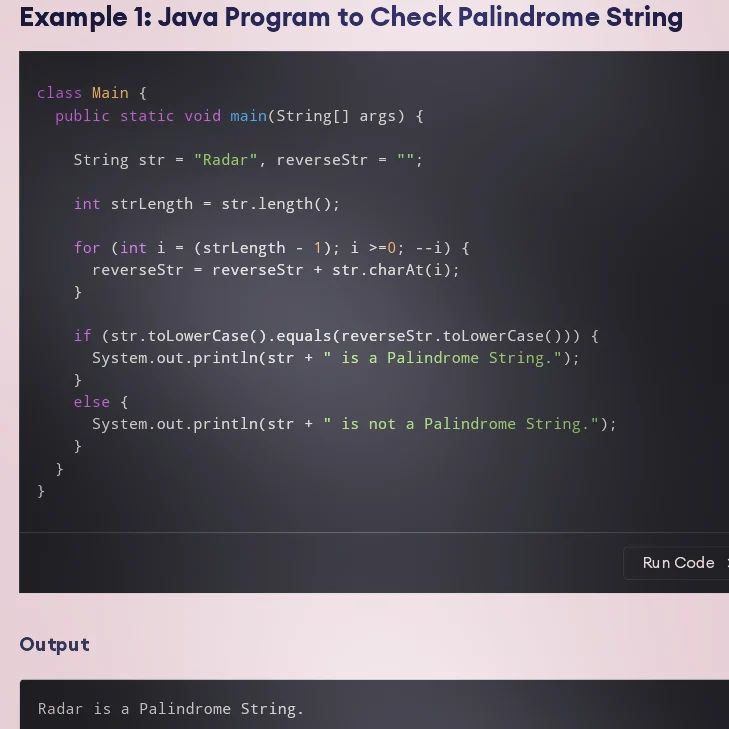 Example 1: Java Program to Check Palindrome String
class Main {
  public static void main(String[] args) {

    String str = "Radar", reverseStr = "";

    int strLength = str.length();

    for (int i = (strLength - 1); i >=0; --i) {
      reverseStr = reverseStr + str.charAt(i);
    }

    if (str.toLowerCase().equals(reverseStr.toLowerCase())) {
      System.out.println(str + " is a Palindrome String.");
    }
    else {
      System.out.println(str + " is not a Palindrome String.");
    }
  }
}
Run Code
Output
Radar is a Palindrome String.